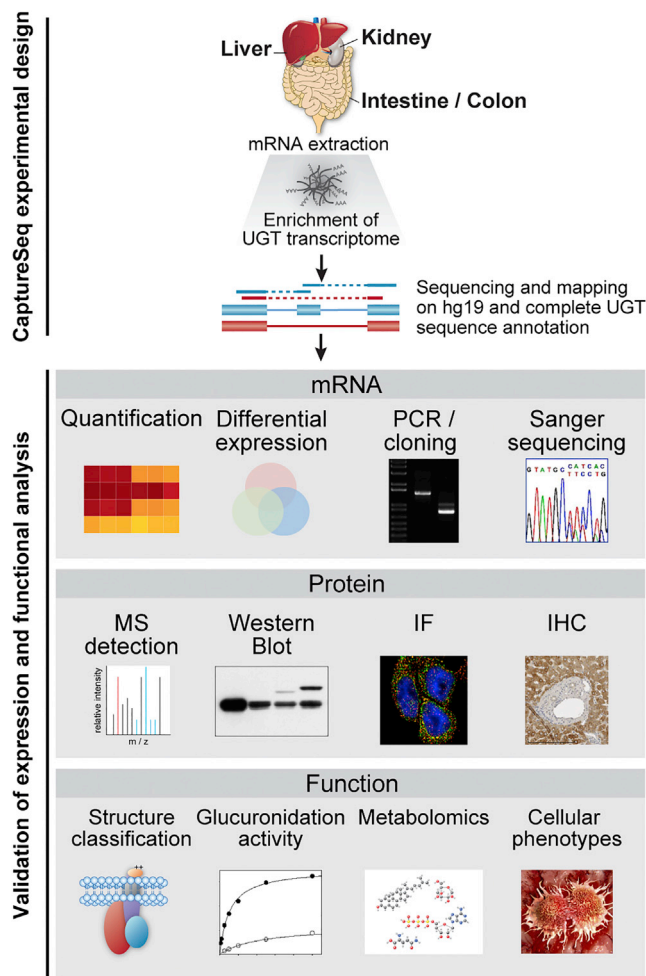 CaptureSeq experimental design
Liver
Kidney
Intestine / Colon
mRNA extraction
Enrichment of
UGT transcriptome
Sequencing and mapping
on hg19 and complete UGT
sequence annotation
Validation of expression and functional analysis
mRNA
Quantification
Differential
expression
PCR /
cloning
Sanger
sequencing
G T A T G C C A T C A C
T T C C T G
Protein
MS
detection
Western
Blot
IF
IHC
relative intensity
m / z
Function
Structure
classification
Glucuronidation
activity
Metabolomics
Cellular
phenotypes
++